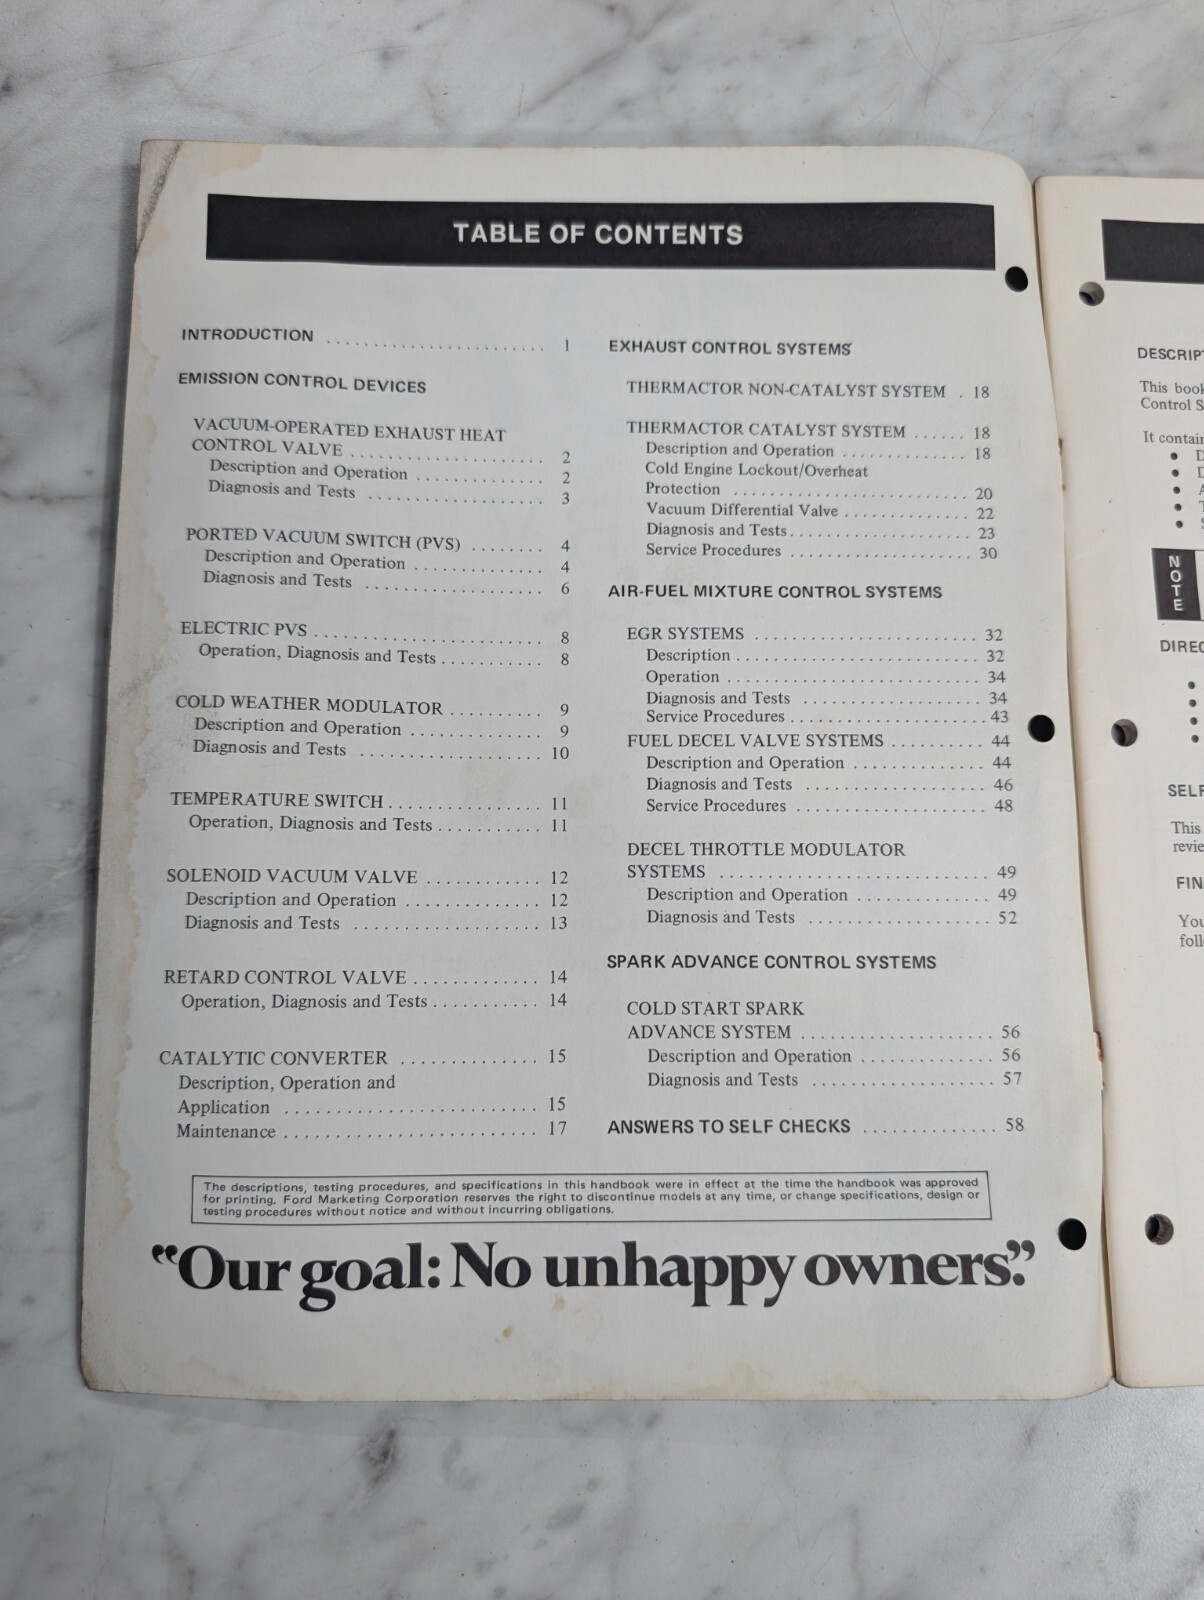 TABLE OF CONTENTS
INTRODUCTION ........................ 1
EMISSION CONTROL DEVICES
VACUUM-OPERATED EXHAUST HEAT
CONTROL VALVE ..................... 2
Description and Operation .............. 2
Diagnosis and Tests ................... 3
PORTED VACUUM SWITCH (PVS) ........ 4
Description and Operation .............. 4
Diagnosis and Tests ................... 6
ELECTRIC PVS ......................... 8
Operation, Diagnosis and Tests ........... 8
COLD WEATHER MODULATOR .......... 9
Description and Operation .............. 9
Diagnosis and Tests ................... 10
TEMPERATURE SWITCH ................ 11
Operation, Diagnosis and Tests ........... 11
SOLENOID VACUUM VALVE ............ 12
Description and Operation .............. 12
Diagnosis and Tests ................... 13
RETARD CONTROL VALVE ............. 14
Operation, Diagnosis and Tests ........... 14
CATALYTIC CONVERTER .............. 15
Description, Operation and
Application ......................... 15
Maintenance ......................... 17
EXHAUST CONTROL SYSTEMS
THERMACTOR NON-CATALYST SYSTEM . 18
THERMACTOR CATALYST SYSTEM ...... 18
Description and Operation .............. 18
Cold Engine Lockout/Overheat
Protection ......................... 20
Vacuum Differential Valve .............. 22
Diagnosis and Tests ................... 23
Service Procedures ................... 30
AIR-FUEL MIXTURE CONTROL SYSTEMS
EGR SYSTEMS ........................ 32
Description .......................... 32
Operation ........................... 34
Diagnosis and Tests ................... 34
Service Procedures ..................... 43
FUEL DECEL VALVE SYSTEMS .......... 44
Description and Operation .............. 44
Diagnosis and Tests ................... 46
Service Procedures .................... 48
DECEL THROTTLE MODULATOR
SYSTEMS ............................ 49
Description and Operation .............. 49
Diagnosis and Tests ................... 52
SPARK ADVANCE CONTROL SYSTEMS
COLD START SPARK
ADVANCE SYSTEM ..................... 56
Description and Operation .............. 56
Diagnosis and Tests ................... 57
ANSWERS TO SELF CHECKS .............. 58
The descriptions, testing procedures, and specifications in this handbook were in effect at the time the handbook was approved
for printing. Ford Marketing Corporation reserves the right to discontinue models at any time, or change specifications, design or
testing procedures without notice and without incurring obligations.
“Our goal: No unhappy owners.”
This
Control
It
NOTE
This